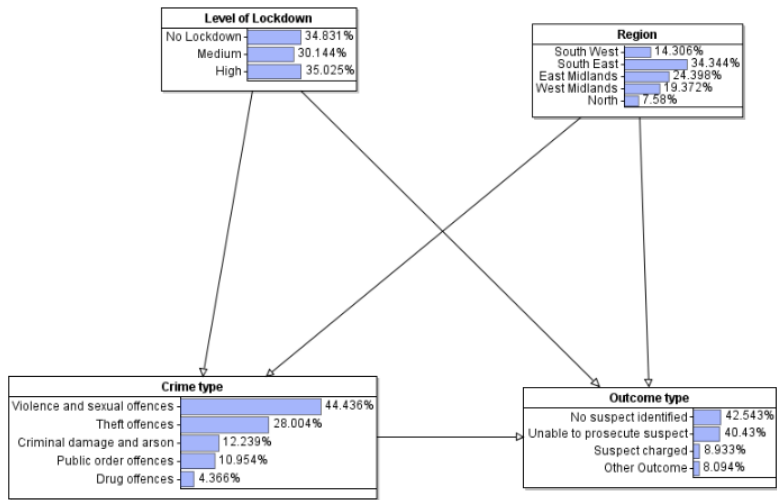 Level of Lockdown
No Lockdown 34.831%
Medium 30.144%
High 35.025%
Region
South West 14.306%
South East 34.344%
East Midlands 24.398%
West Midlands 19.372%
North 7.58%
Crime type
Violence and sexual offences 44.436%
Theft offences 28.004%
Criminal damage and arson 12.239%
Public order offences 10.954%
Drug offences 4.366%
Outcome type
No suspect identified 42.543%
Unable to prosecute suspect 40.43%
Suspect charged 8.933%
Other Outcome 8.094%